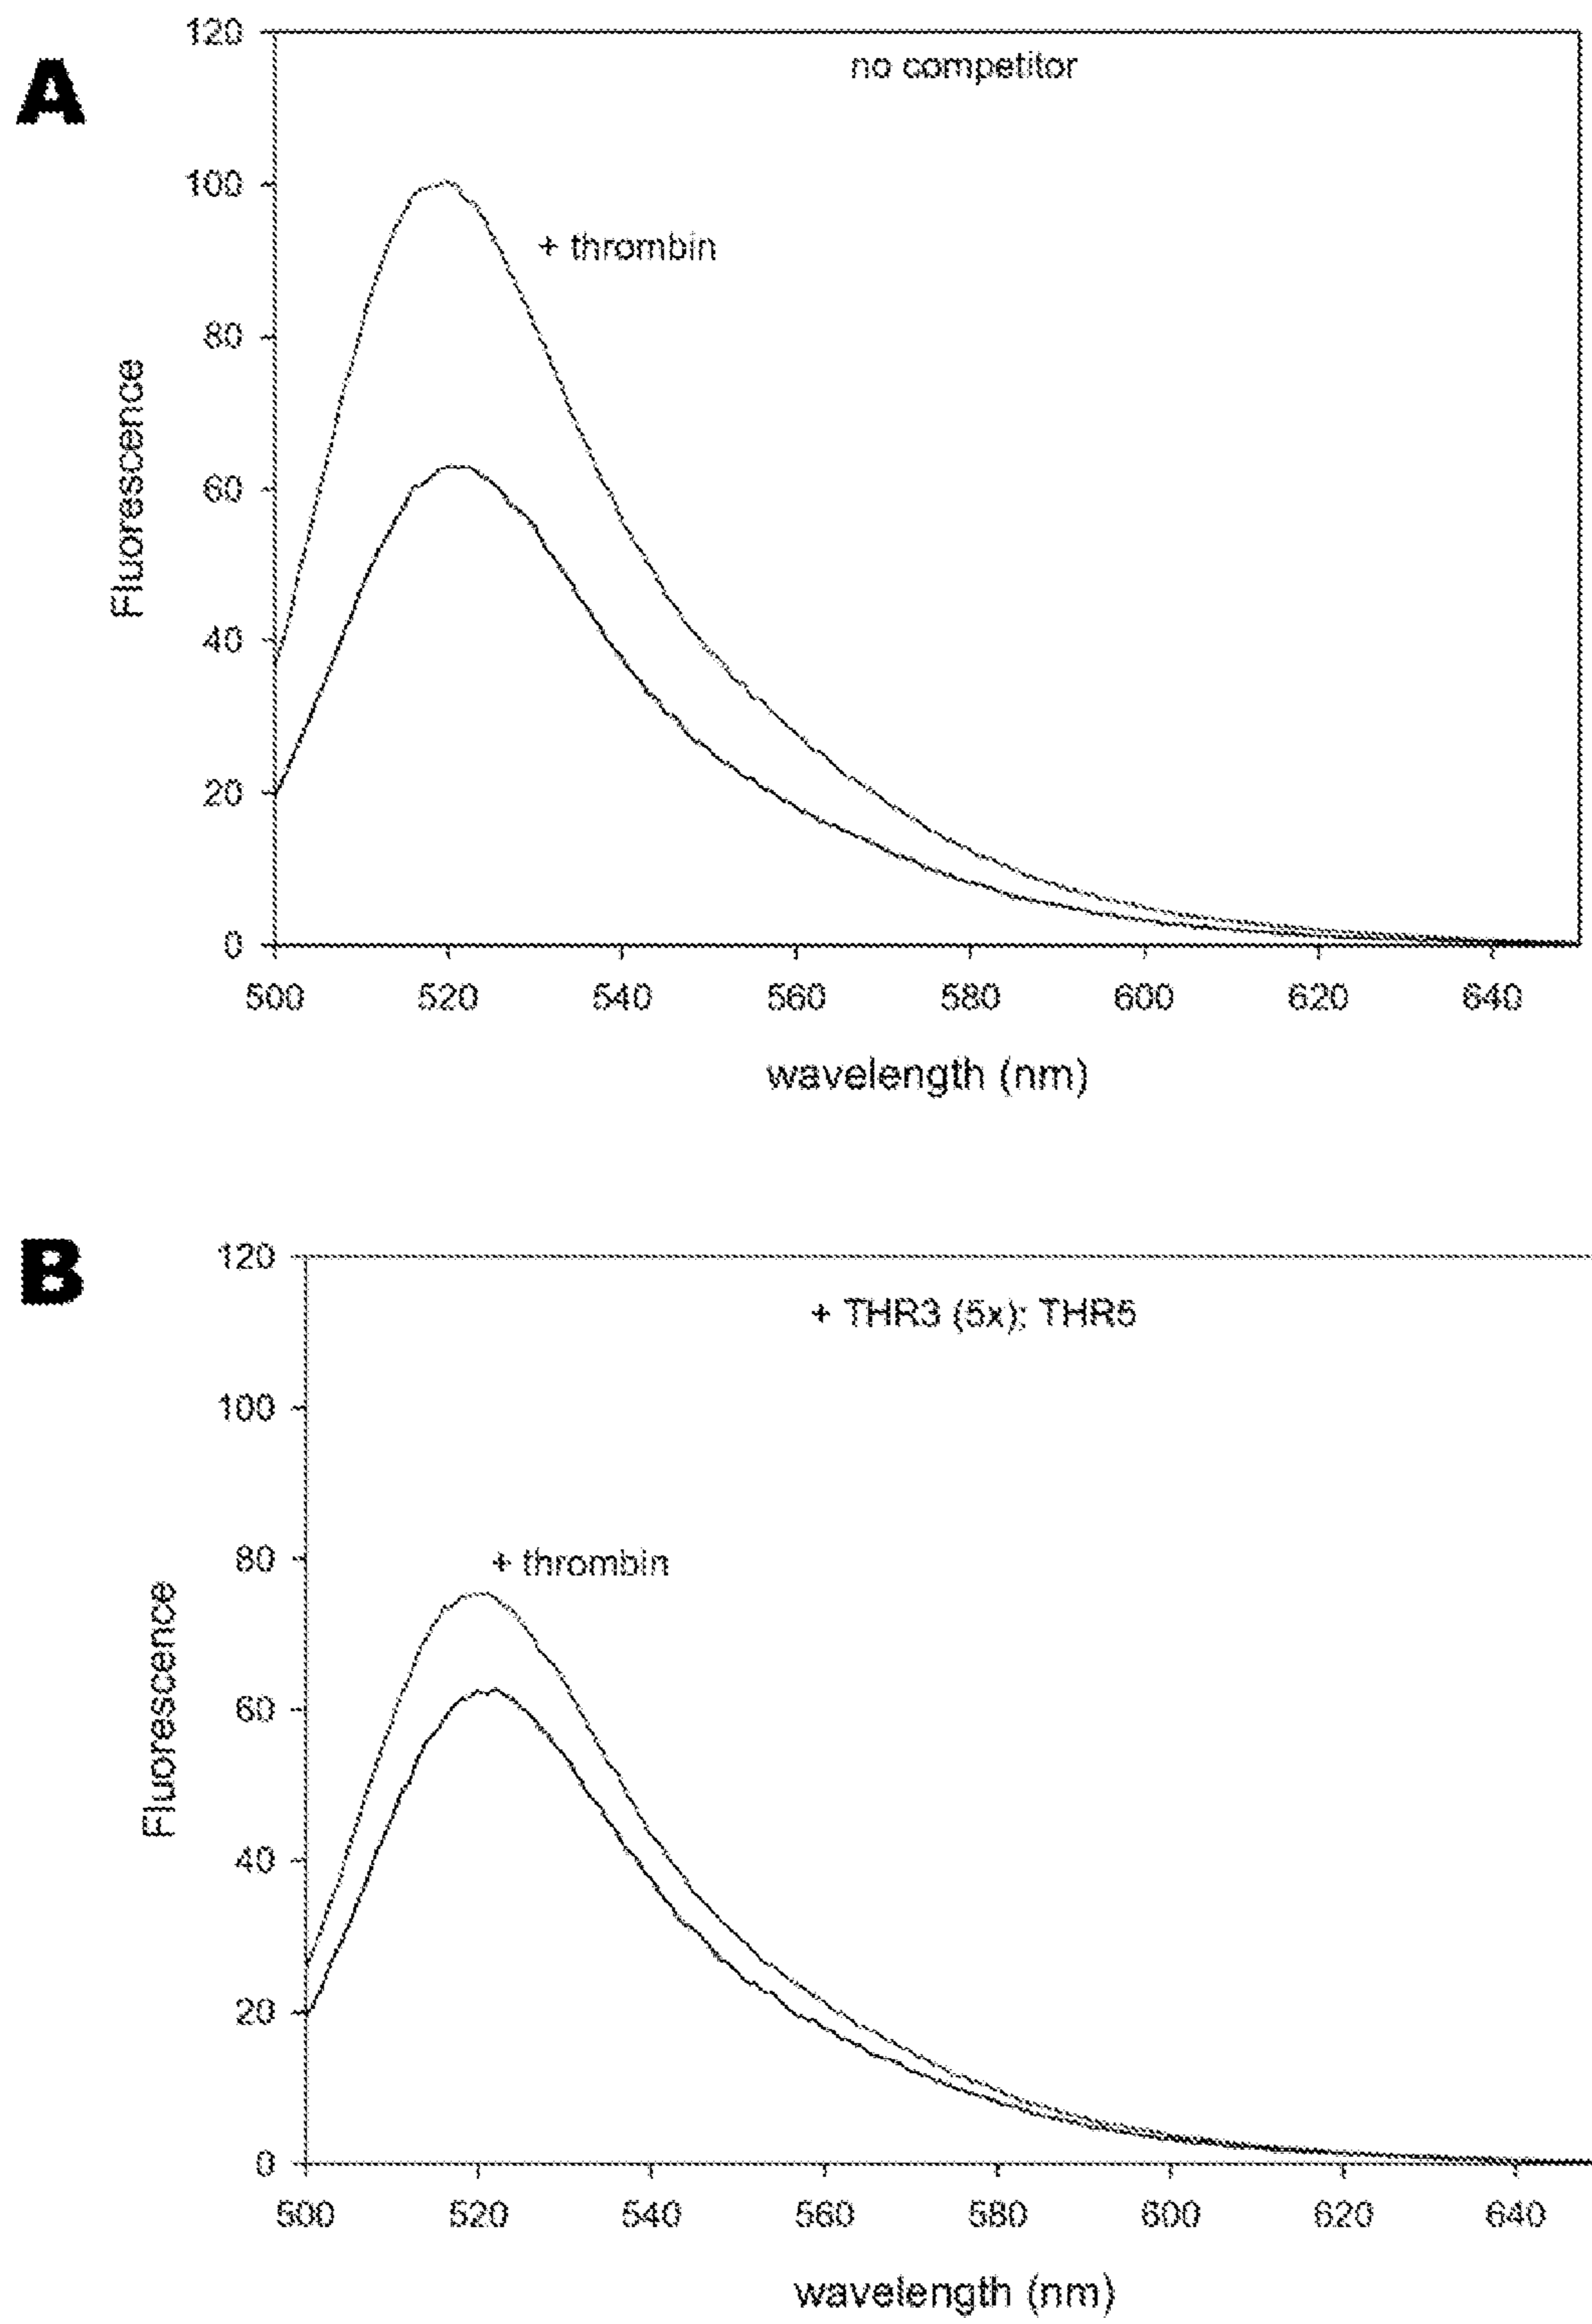 A
no competitor
+ thrombin
Fluorescence
120
100
80
60
40
20
0
500 520 540 560 580 600 620 640
wavelength (nm)
B
+ THR3 (5x); THR5
+ thrombin
Fluorescence
120
100
80
60
40
20
0
500 520 540 560 580 600 620 640
wavelength (nm)